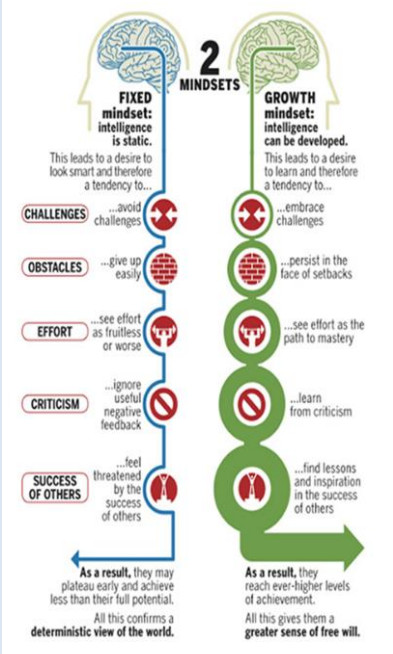 2
MINDSETS
FIXED
mindset:
intelligence
is static.
This leads to a desire to
look smart and therefore
a tendency to...
GROWTH
mindset:
intelligence
can be developed.
This leads to a desire
to learn and therefore
a tendency to...
CHALLENGES
...avoid
challenges
...embrace
challenges
OBSTACLES
...give up
easily
...persist in the
face of setbacks
EFFORT
...see effort
as fruitless
or worse
...see effort as the
path to mastery
CRITICISM
...ignore
useful
negative
feedback
...learn
from criticism
SUCCESS
OF OTHERS
...feel
threatened
by the
success
of others
...find lessons
and inspiration
in the success
of others
As a result, they may
plateau early and achieve
less than their full potential.
All this confirms a
deterministic view of the world.
As a result, they
reach ever-higher levels
of achievement.
All this gives them a
greater sense of free will.